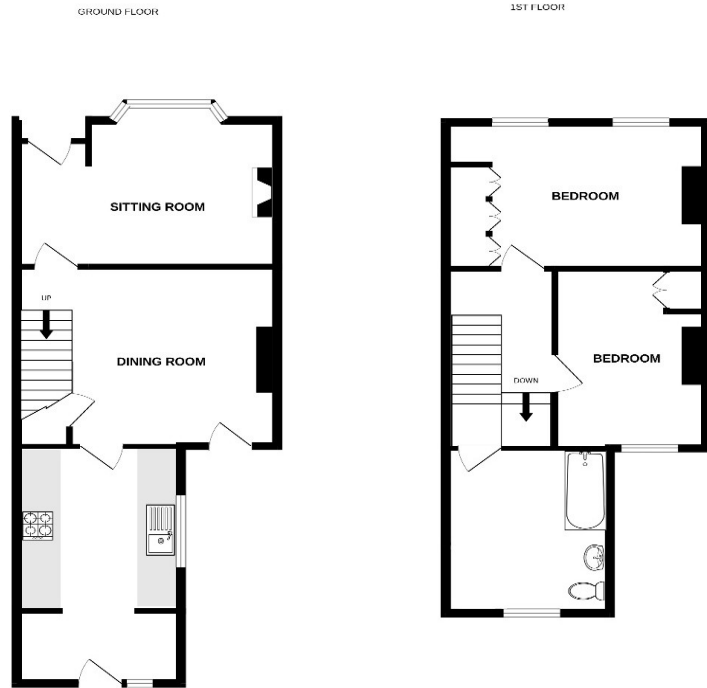 GROUND FLOOR
1ST FLOOR
SITTING ROOM
BEDROOM
UP
DINING ROOM
BEDROOM
DOWN